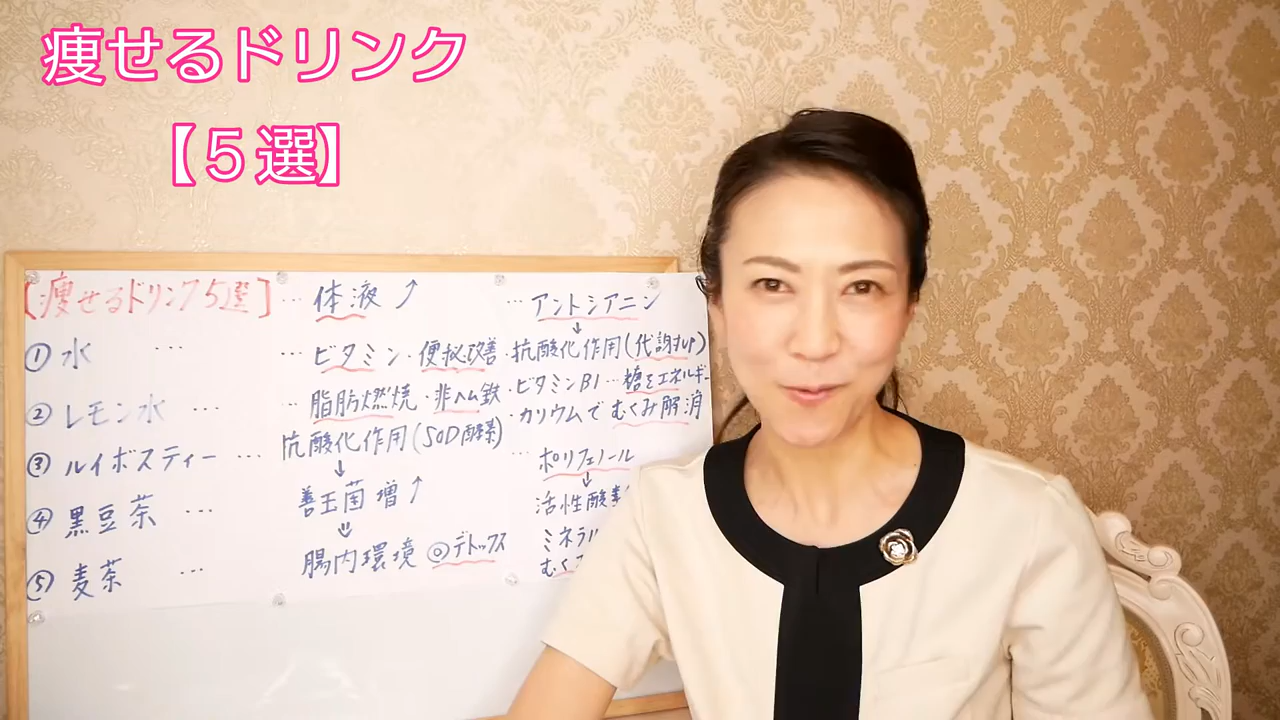 痩せるドリンク
【５選】
[痩せるドリンク5選]
① 水 …
② レモン水 …
③ ルイボスティー …
④ 黒豆茶 …
⑤ 麦茶 …
… 体液↑
… ビタミン・便秘改善
… 脂肪燃焼・非ヘム鉄
抗酸化作用(SOD酵素)
↓
善玉菌増↑
⇓
腸内環境 ◎デトックス
… アントシアニン
↓
・抗酸化作用(代謝up)
・ビタミンB1…糖をエネルギー
・カリウムでむくみ解消
… ポリフェノール
↓
活性酸素
ミネラル
むくみ